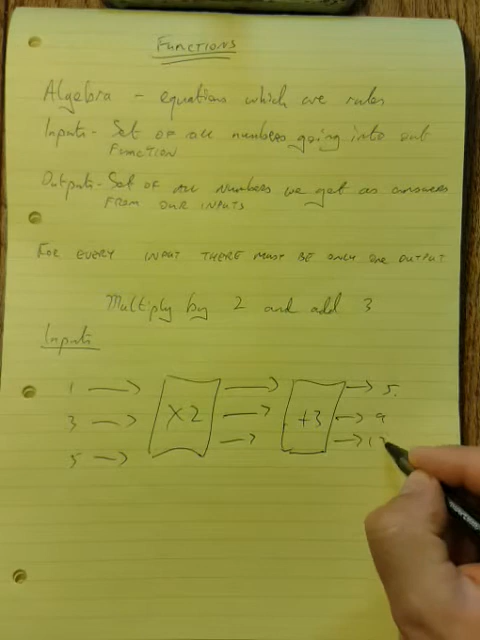 FUNCTIONS
Algebra - equations which are rules
Inputs - Set of all numbers going into our
FUNCTION
Outputs - Set of all numbers we get as answers
FROM OUR INPUTS
FOR EVERY INPUT THERE MUST BE ONLY ONE OUTPUT
Multiply by 2 and add 3
Inputs
1 → ×2 → +3 → 5.
3 → → → 9
5 → → → 13